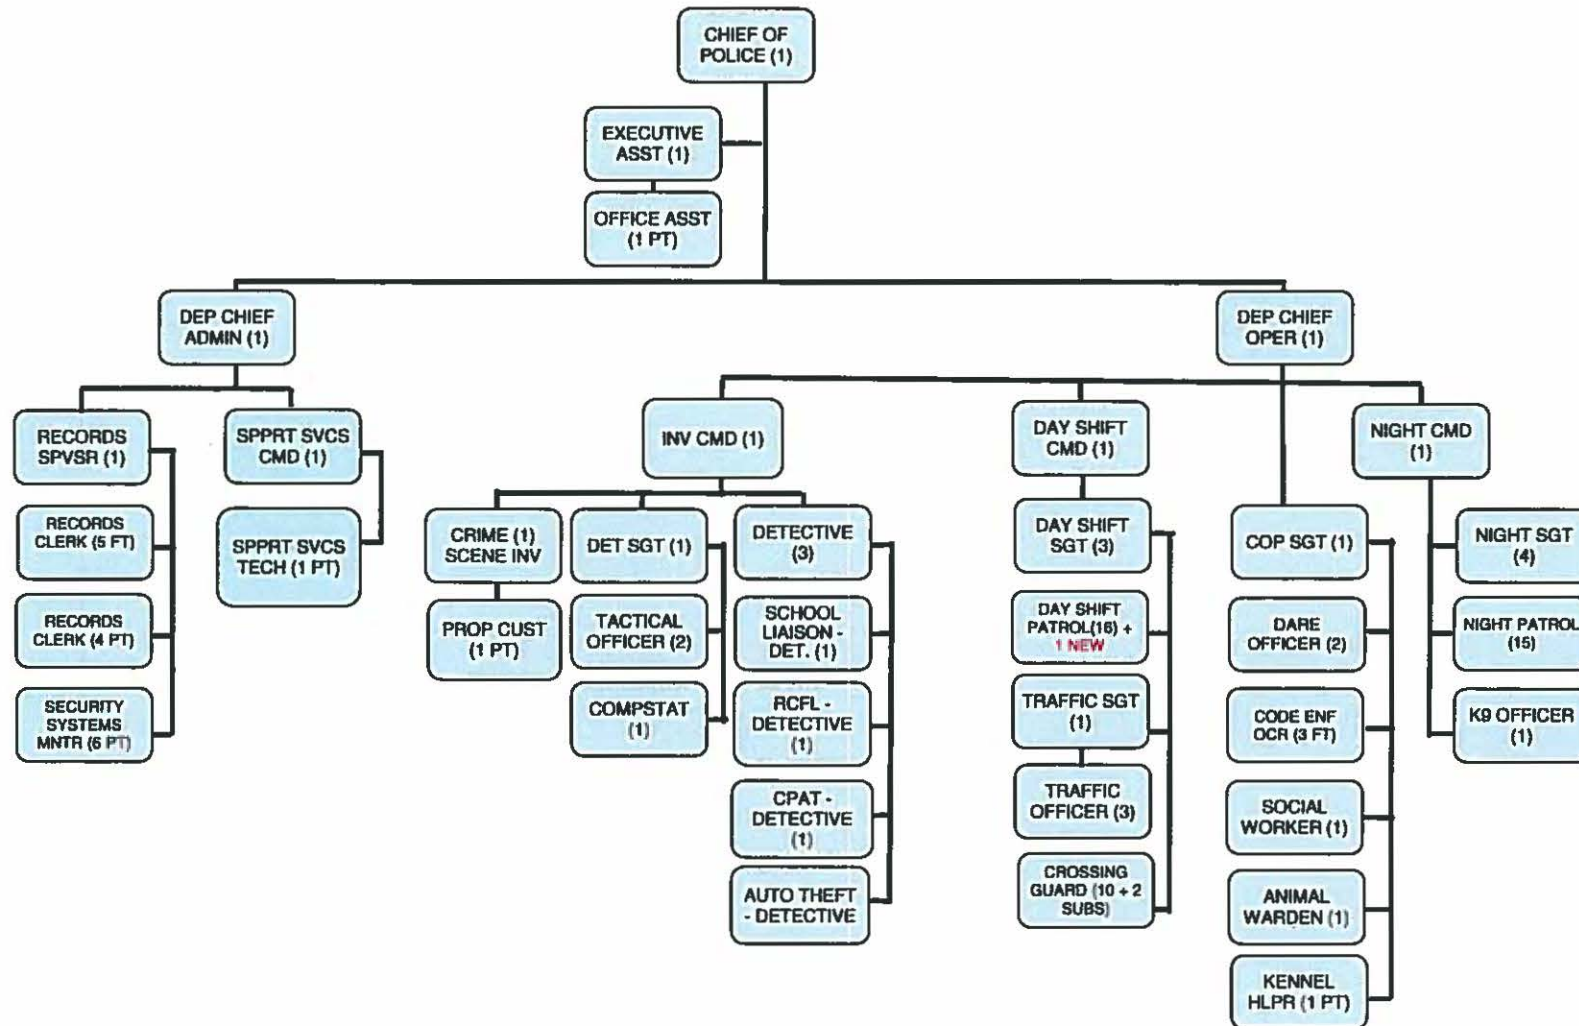 CHIEF OF
POLICE (1)
EXECUTIVE
ASST (1)
OFFICE ASST
(1 PT)
DEP CHIEF
ADMIN (1)
DEP CHIEF
OPER (1)
RECORDS
SPVSR (1)
RECORDS
CLERK (5 FT)
RECORDS
CLERK (4 PT)
SECURITY
SYSTEMS
MNTR (6 PT)
SPPRT SVCS
CMD (1)
SPPRT SVCS
TECH (1 PT)
INV CMD (1)
CRIME (1)
SCENE INV
PROP CUST
(1 PT)
DET SGT (1)
TACTICAL
OFFICER (2)
COMPSTAT
(1)
DETECTIVE
(3)
SCHOOL
LIAISON -
DET. (1)
RCFL -
DETECTIVE
(1)
CPAT -
DETECTIVE
(1)
AUTO THEFT
- DETECTIVE
DAY SHIFT
CMD (1)
DAY SHIFT
SGT (3)
DAY SHIFT
PATROL(16) +
1 NEW
TRAFFIC SGT
(1)
TRAFFIC
OFFICER (3)
CROSSING
GUARD (10 + 2
SUBS)
COP SGT (1)
DARE
OFFICER (2)
CODE ENF
OCR (3 FT)
SOCIAL
WORKER (1)
ANIMAL
WARDEN (1)
KENNEL
HLPR (1 PT)
NIGHT CMD
(1)
NIGHT SGT
(4)
NIGHT PATROL
(15)
K9 OFFICER
(1)